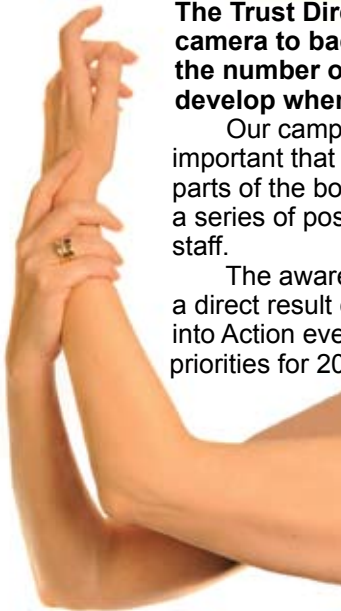 The Trust Dire
camera to bac
the number o
develop wher
Our camp
important that
parts of the bo
a series of pos
staff.
The aware
a direct result
into Action eve
priorities for 20